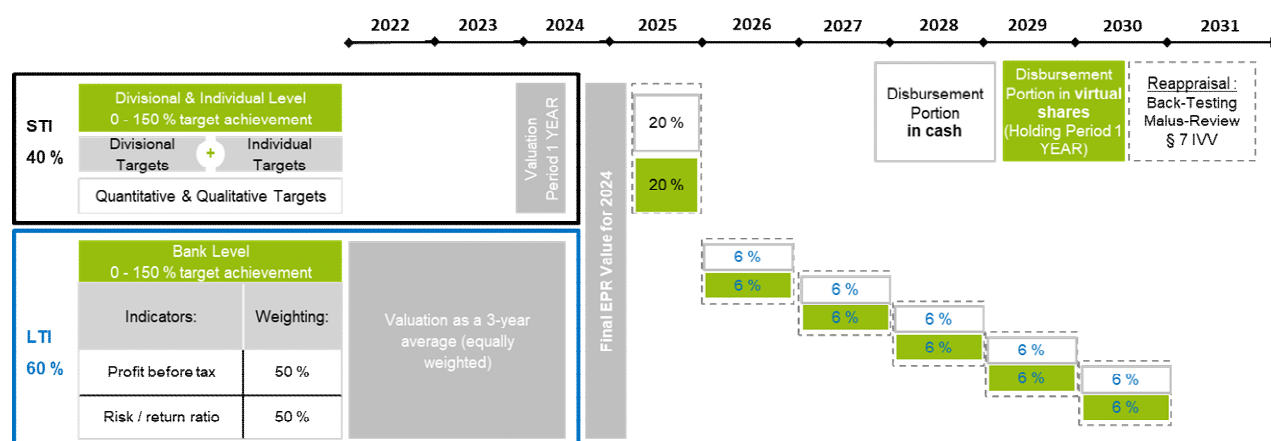 2022 2023 2024 2025 2026 2027 2028 2029 2030 2031
STI
40 %
Divisional & Individual Level
0 - 150 % target achievement
Divisional
Targets
+
Individual
Targets
Quantitative & Qualitative Targets
Valuation
Period 1 YEAR
Final EPR Value for 2024
20 %
20 %
Disbursement
Portion
in cash
Disbursement
Portion in virtual
shares
(Holding Period 1
YEAR)
Reappraisal :
Back-Testing
Malus-Review
§ 7 IVV
LTI
60 %
Bank Level
0 - 150 % target achievement
Indicators: Weighting:
Profit before tax 50 %
Risk / return ratio 50 %
Valuation as a 3-year
average (equally
weighted)
6 %
6 %
6 %
6 %
6 %
6 %
6 %
6 %
6 %
6 %